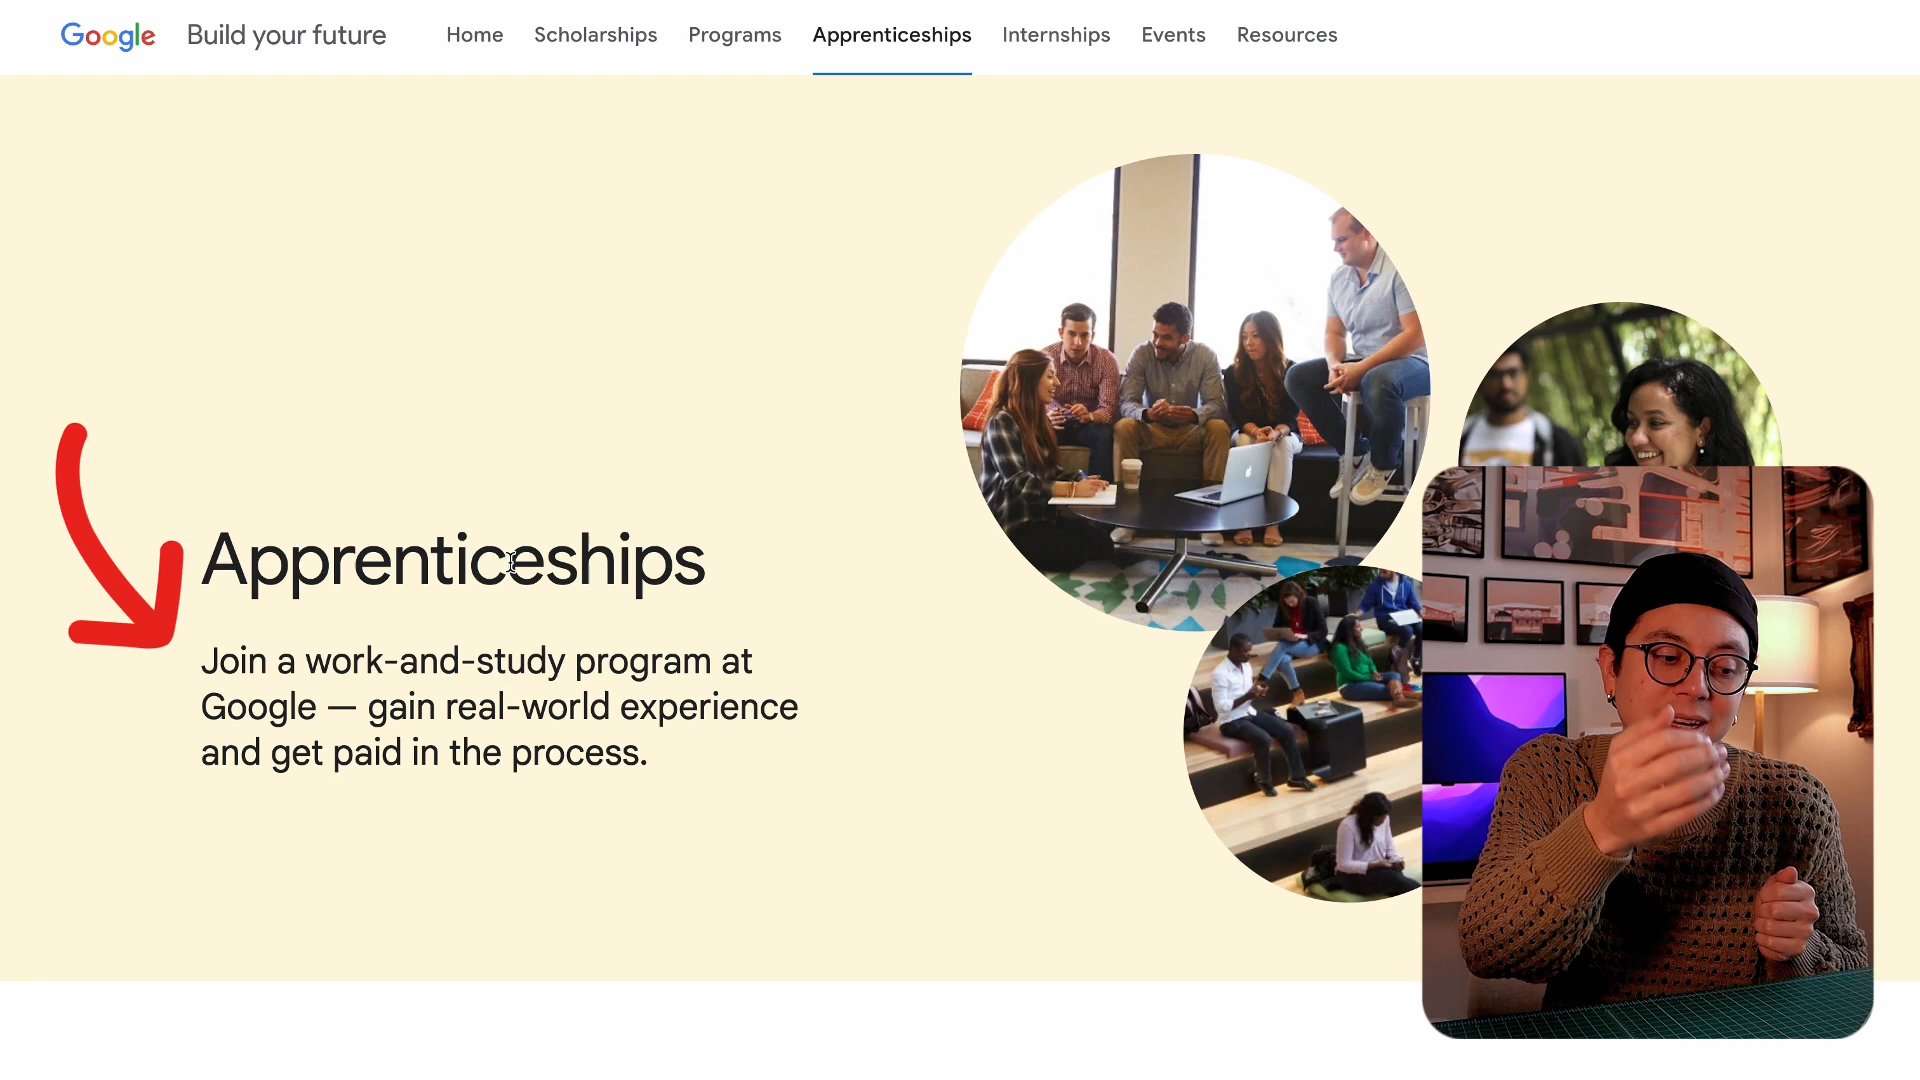 Google Build your future Home Scholarships Programs Apprenticeships Internships Events Resources
Apprenticeships
Join a work-and-study program at
Google — gain real-world experience
and get paid in the process.